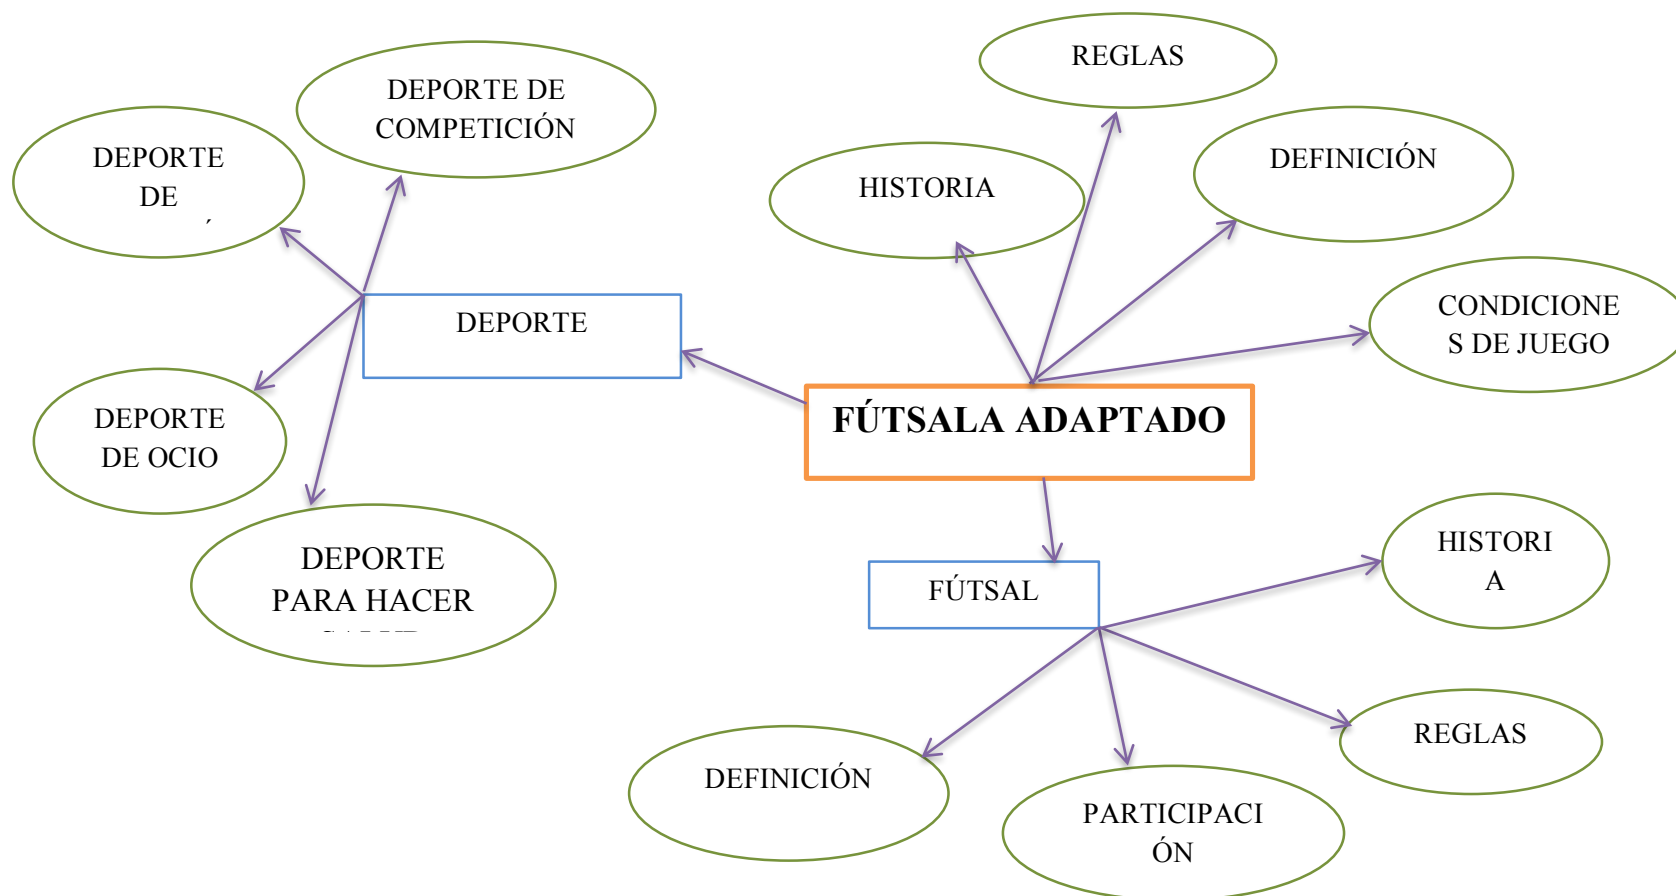 REGLAS
DEPORTE DE
COMPETICIÓN
DEPORTE
DE
DEFINICIÓN
HISTORIA
CONDICIONE
S DE JUEGO
DEPORTE
FÚTSALA ADAPTADO
DEPORTE
DE OCIO
HISTORI
A
DEPORTE
PARA HACER
FÚTSAL
REGLAS
DEFINICIÓN
PARTICIPACI
ÓN